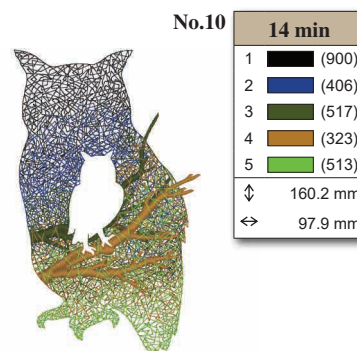 No.10
14 min
1 (900)
2 (406)
3 (517)
4 (323)
5 (513)
160.2 mm
97.9 mm